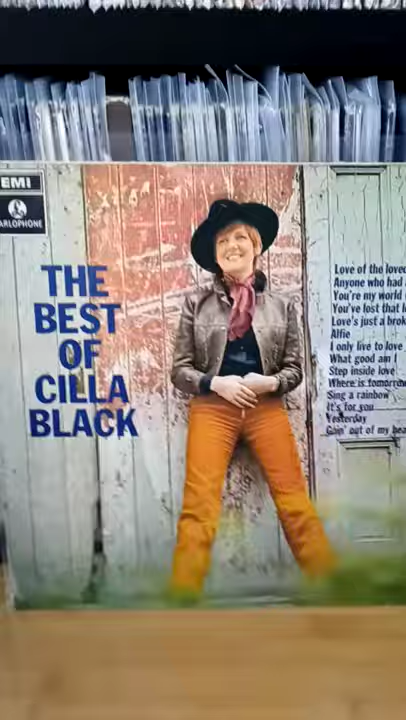 EMI
PARLOPHONE
THE
BEST
OF
CILLA
BLACK
Love of the loved
Anyone who had
You're my world
You've lost that
Love's just a brok
Alfie
I only live to love
What good am I
Step inside love
Where is tomorrow
Sing a rainbow
It's for you
Yesterday
Goin' out of my hea